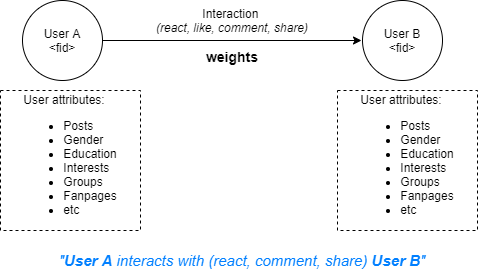 User A
<fid>
Interaction
(react, like, comment, share)
weights
User B
<fid>
User attributes:
Posts
Gender
Education
Interests
Groups
Fanpages
etc
User attributes:
Posts
Gender
Education
Interests
Groups
Fanpages
etc
"User A interacts with (react, comment, share) User B"